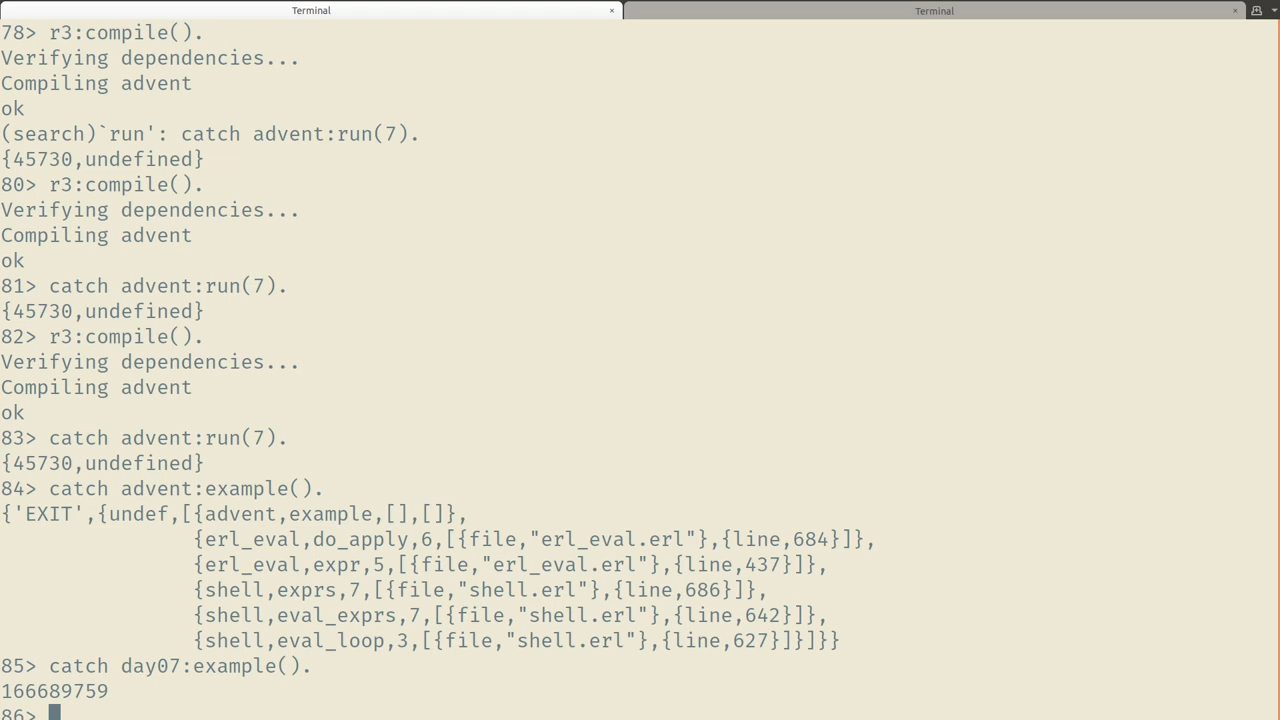 Terminal × Terminal ×
78> r3:compile().
Verifying dependencies...
Compiling advent
ok
(search)`run': catch advent:run(7).
{45730,undefined}
80> r3:compile().
Verifying dependencies...
Compiling advent
ok
81> catch advent:run(7).
{45730,undefined}
82> r3:compile().
Verifying dependencies...
Compiling advent
ok
83> catch advent:run(7).
{45730,undefined}
84> catch advent:example().
{'EXIT',{undef,[{advent,example,[],[]},
{erl_eval,do_apply,6,[{file,"erl_eval.erl"},{line,684}]},
{erl_eval,expr,5,[{file,"erl_eval.erl"},{line,437}]},
{shell,exprs,7,[{file,"shell.erl"},{line,686}]},
{shell,eval_exprs,7,[{file,"shell.erl"},{line,642}]},
{shell,eval_loop,3,[{file,"shell.erl"},{line,627}]}]}}
85> catch day07:example().
166689759
86>